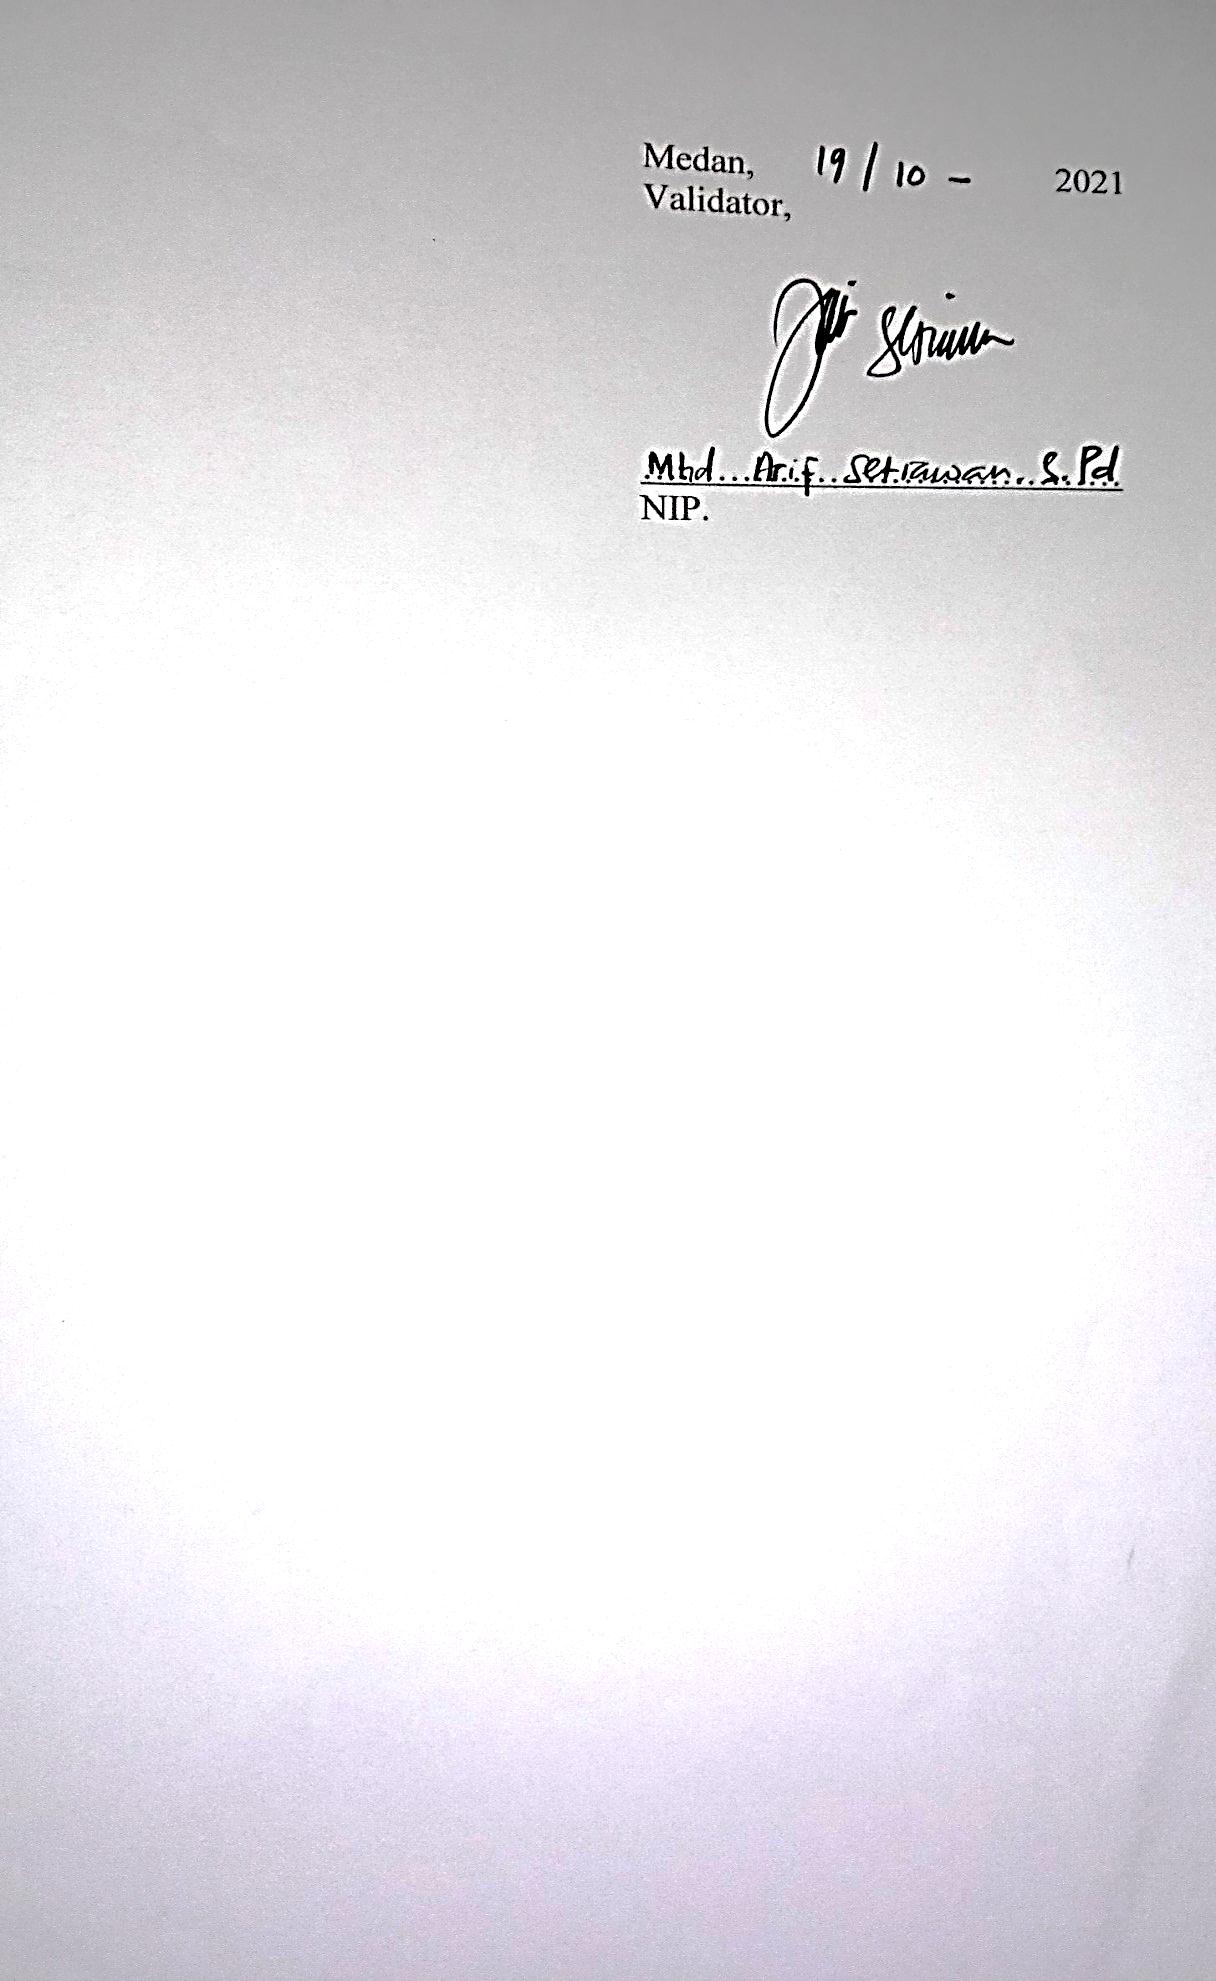 Medan, 19/10 - 2021
Validator,
Mhd...Arif..Setiawan..S.Pd
NIP.